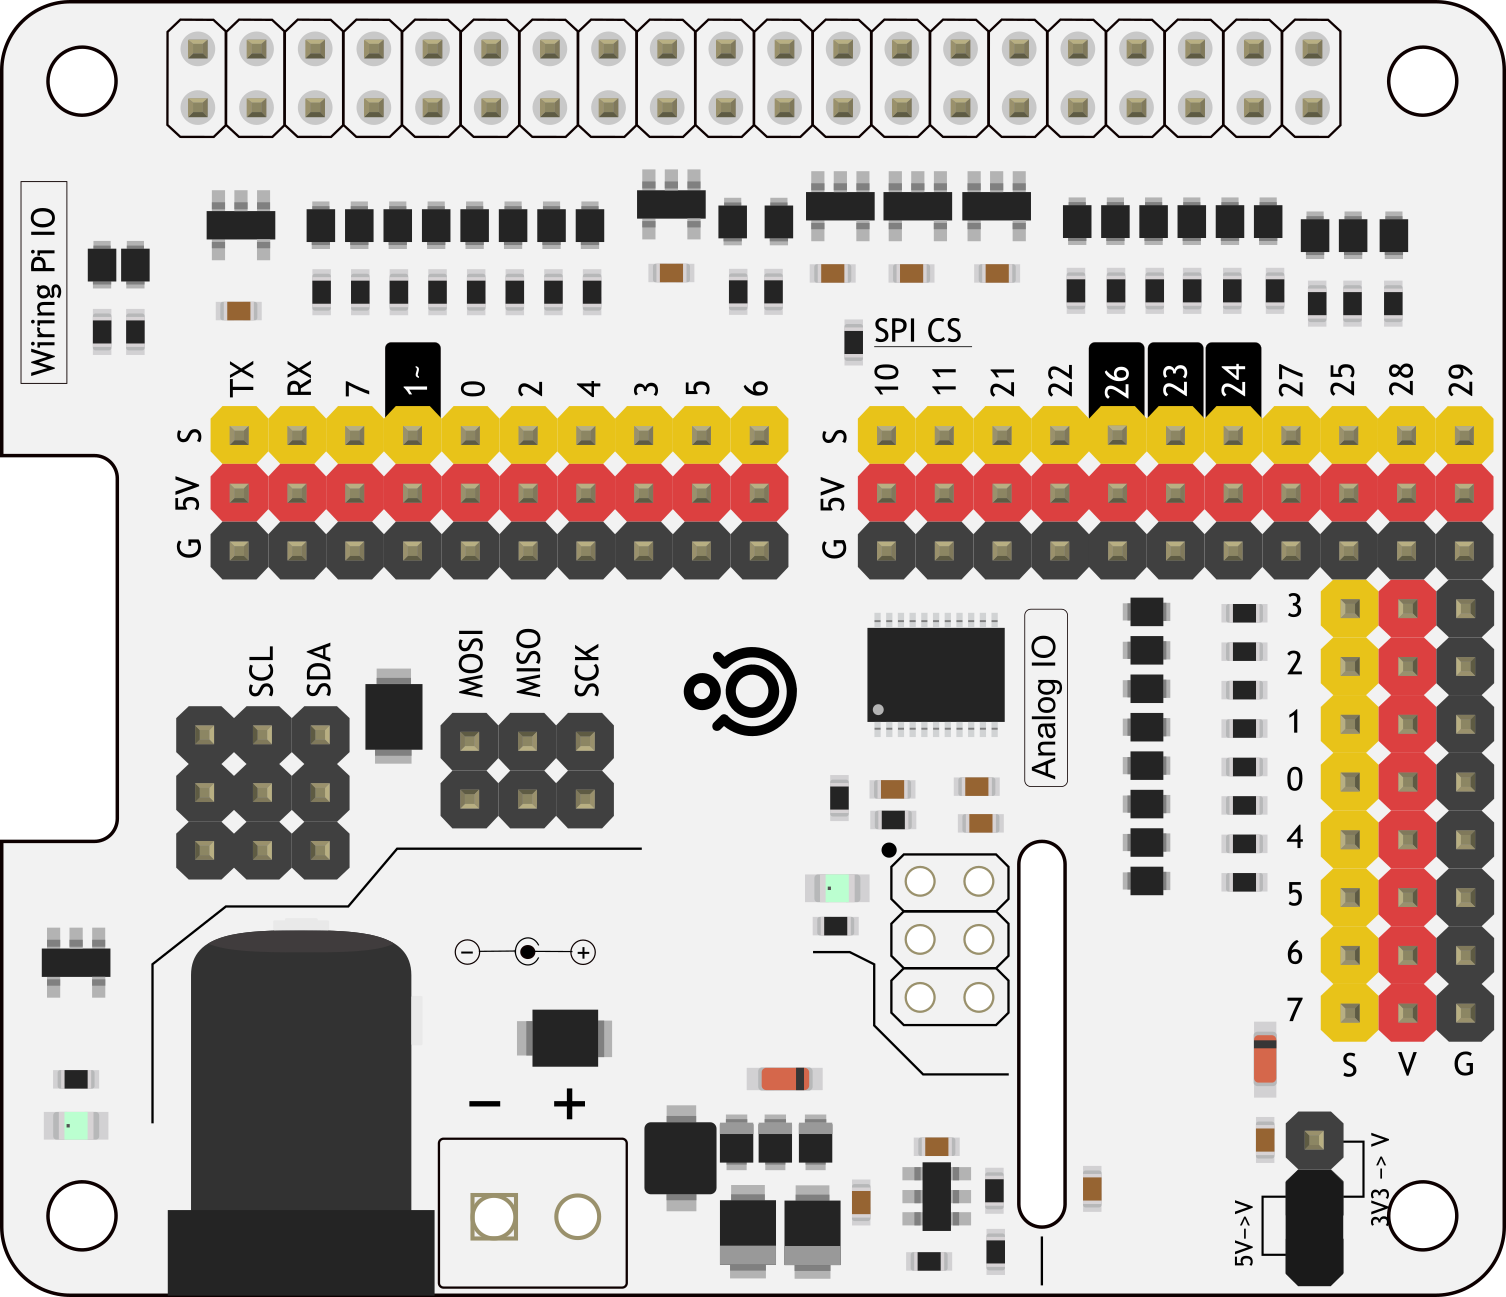 Wiring Pi IO
SPI CS
TX RX 7 1~ 0 2 4 3 5 6
10 11 21 22 26 23 24 27 25 28 29
S
5V
G
S
5V
G
SCL SDA
MOSI MISO SCK
Analog IO
3
2
1
0
4
5
6
7
S V G
− +
− +
5V->V
3V3 -> V